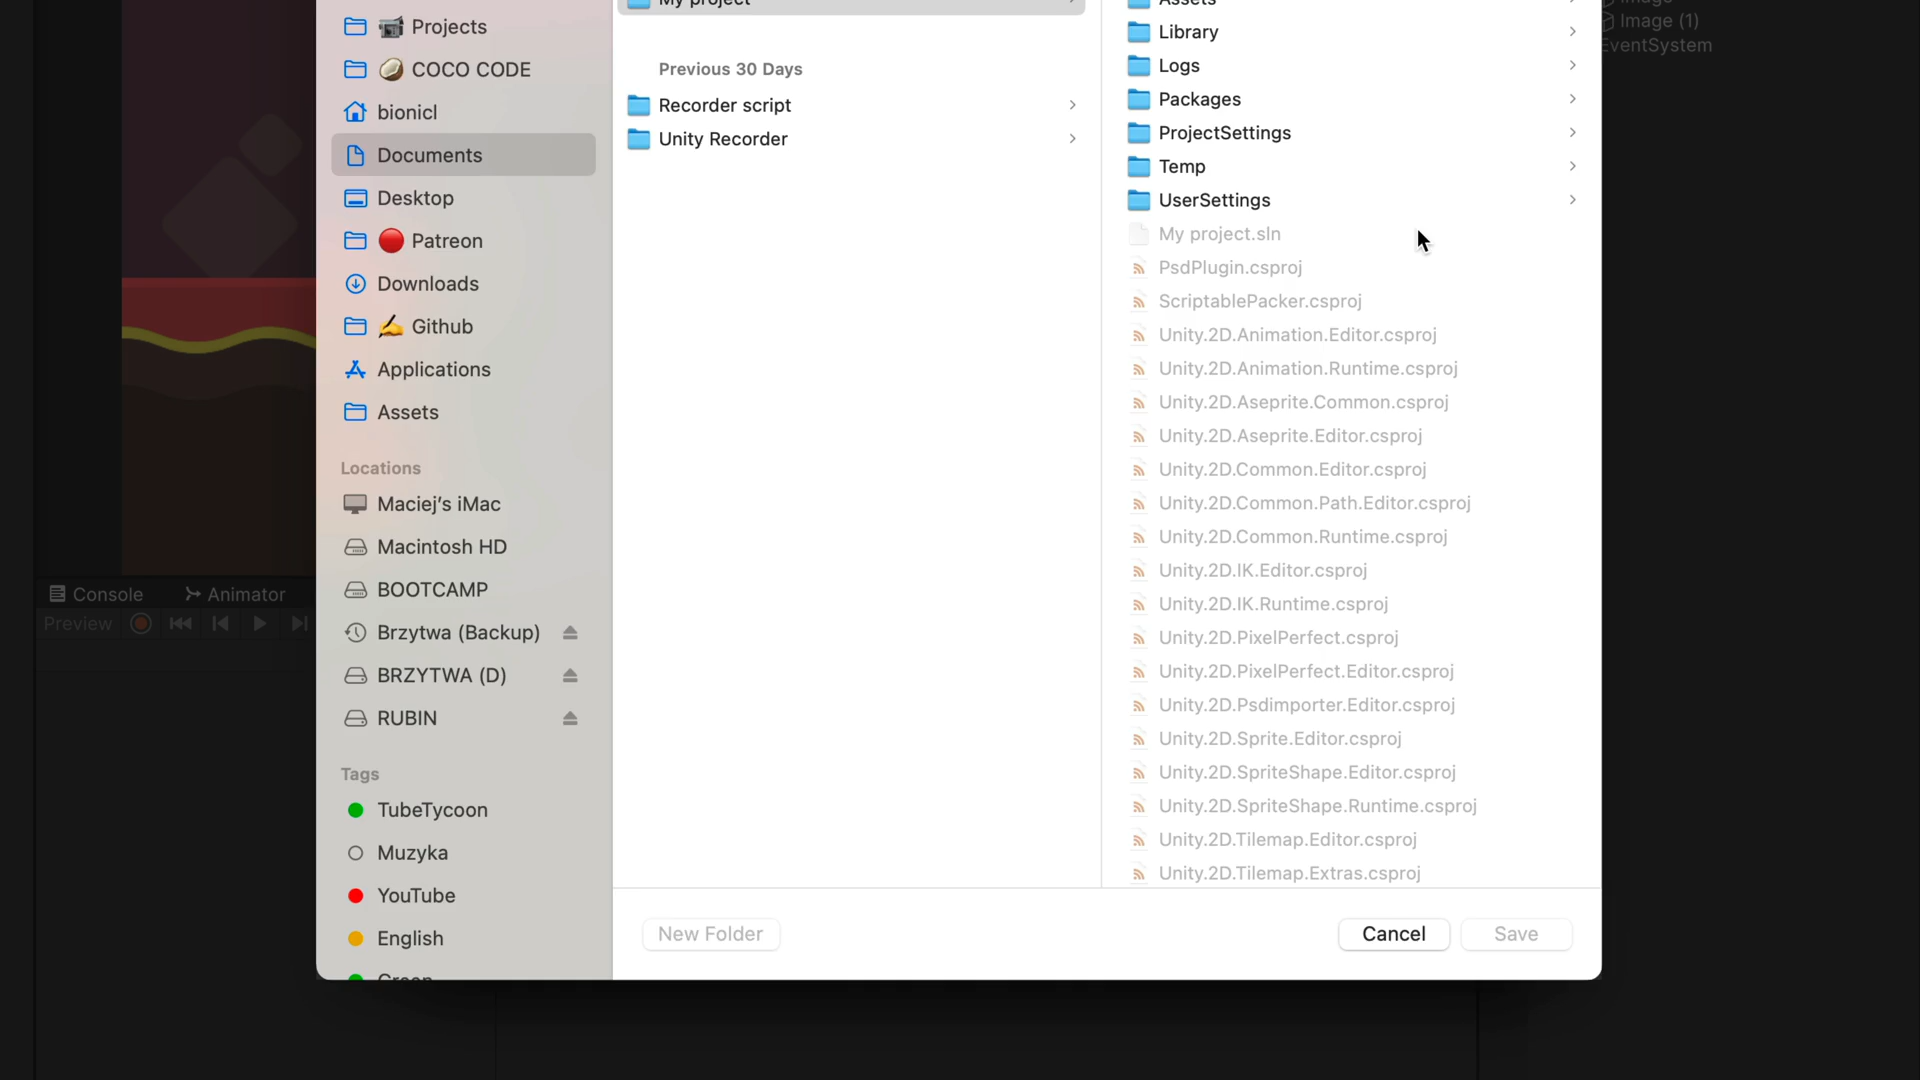 Projects
COCO CODE
bionicl
Documents
Desktop
Patreon
Downloads
Github
Applications
Assets
Locations
Maciej's iMac
Macintosh HD
BOOTCAMP
Brzytwa (Backup)
BRZYTWA (D)
RUBIN
Tags
TubeTycoon
Muzyka
YouTube
English
Green
My project
Previous 30 Days
Recorder script
Unity Recorder
Assets
Library
Logs
Packages
ProjectSettings
Temp
UserSettings
My project.sln
PsdPlugin.csproj
ScriptablePacker.csproj
Unity.2D.Animation.Editor.csproj
Unity.2D.Animation.Runtime.csproj
Unity.2D.Aseprite.Common.csproj
Unity.2D.Aseprite.Editor.csproj
Unity.2D.Common.Editor.csproj
Unity.2D.Common.Path.Editor.csproj
Unity.2D.Common.Runtime.csproj
Unity.2D.IK.Editor.csproj
Unity.2D.IK.Runtime.csproj
Unity.2D.PixelPerfect.csproj
Unity.2D.PixelPerfect.Editor.csproj
Unity.2D.Psdimporter.Editor.csproj
Unity.2D.Sprite.Editor.csproj
Unity.2D.SpriteShape.Editor.csproj
Unity.2D.SpriteShape.Runtime.csproj
Unity.2D.Tilemap.Editor.csproj
Unity.2D.Tilemap.Extras.csproj
New Folder
Cancel
Save
Image
Image (1)
EventSystem
Console
Animator
Preview